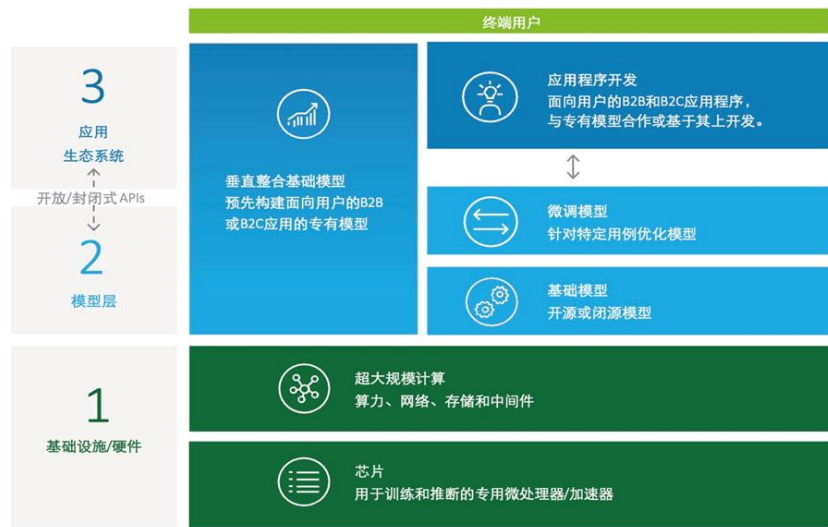 终端用户
3
应用
生态系统
开放/封闭式APIs
2
模型层
垂直整合基础模型
预先构建面向用户的B2B
或B2C应用的专有模型
应用程序开发
面向用户的B2B和B2C应用程序，
与专有模型合作或基于其上开发。
微调模型
针对特定用例优化模型
基础模型
开源或闭源模型
1
基础设施/硬件
超大规模计算
算力、网络、存储和中间件
芯片
用于训练和推断的专用微处理器/加速器